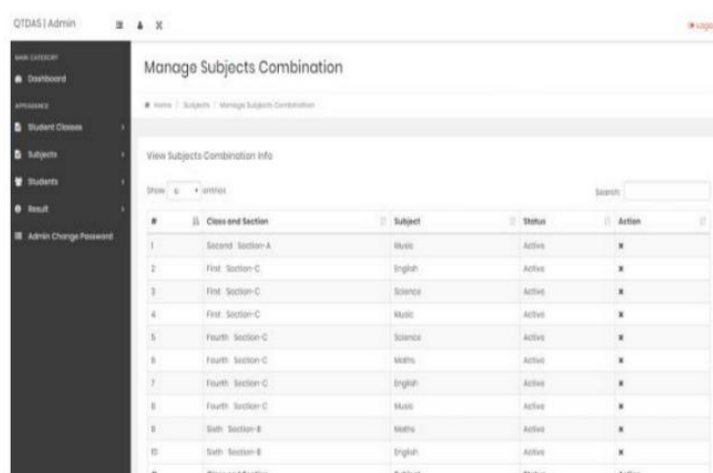 QTDAS | Admin
Logo
MAIN CATEGORY
Dashboard
APPEARANCE
Student Classes
Subjects
Students
Result
Admin Change Password
Manage Subjects Combination
Home / Subjects / Manage Subjects Combination
View Subjects Combination Info
Show entries
Search:
# Class and Section Subject Status Action
1 Second Section-A Music Active
2 First Section-C English Active
3 First Section-C Science Active
4 First Section-C Music Active
5 Fourth Section-C Science Active
6 Fourth Section-C Maths Active
7 Fourth Section-C English Active
8 Fourth Section-C Music Active
9 Sixth Section-B Maths Active
10 Sixth Section-B English Active
# Class and Section Subject Status Action